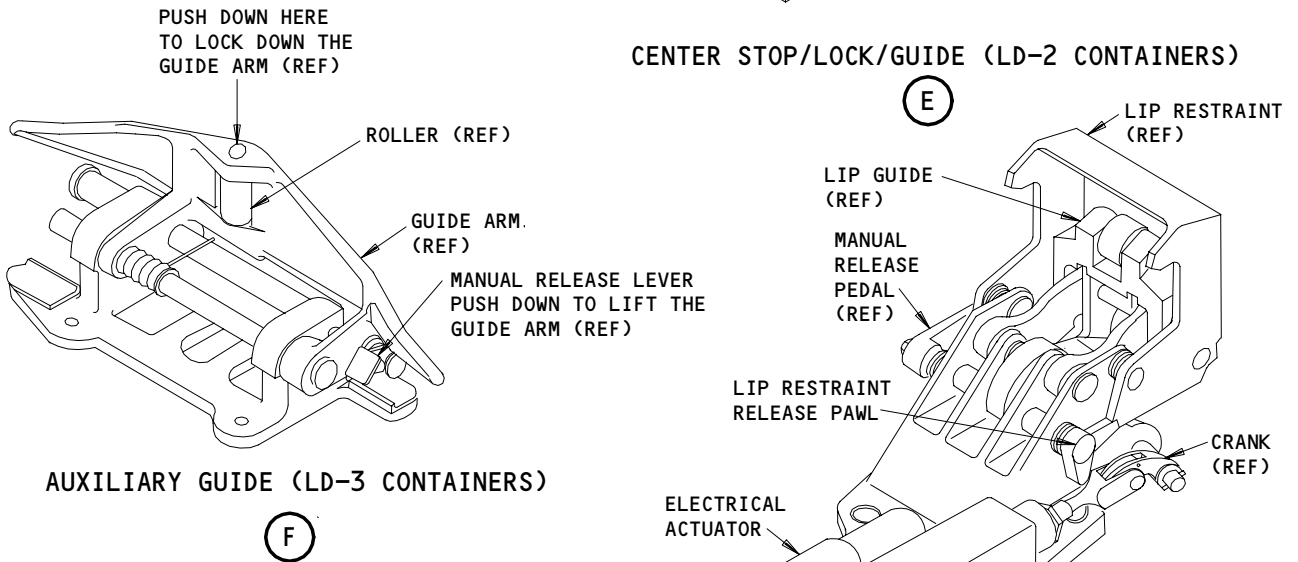 PUSH DOWN HERE
TO LOCK DOWN THE
GUIDE ARM (REF)
ROLLER (REF)
GUIDE ARM
(REF)
MANUAL RELEASE LEVER
PUSH DOWN TO LIFT THE
GUIDE ARM (REF)
AUXILIARY GUIDE (LD-3 CONTAINERS)
F
CENTER STOP/LOCK/GUIDE (LD-2 CONTAINERS)
E
LIP RESTRAINT
(REF)
LIP GUIDE
(REF)
MANUAL
RELEASE
PEDAL
(REF)
LIP RESTRAINT
RELEASE PAWL
CRANK
(REF)
ELECTRICAL
ACTUATOR